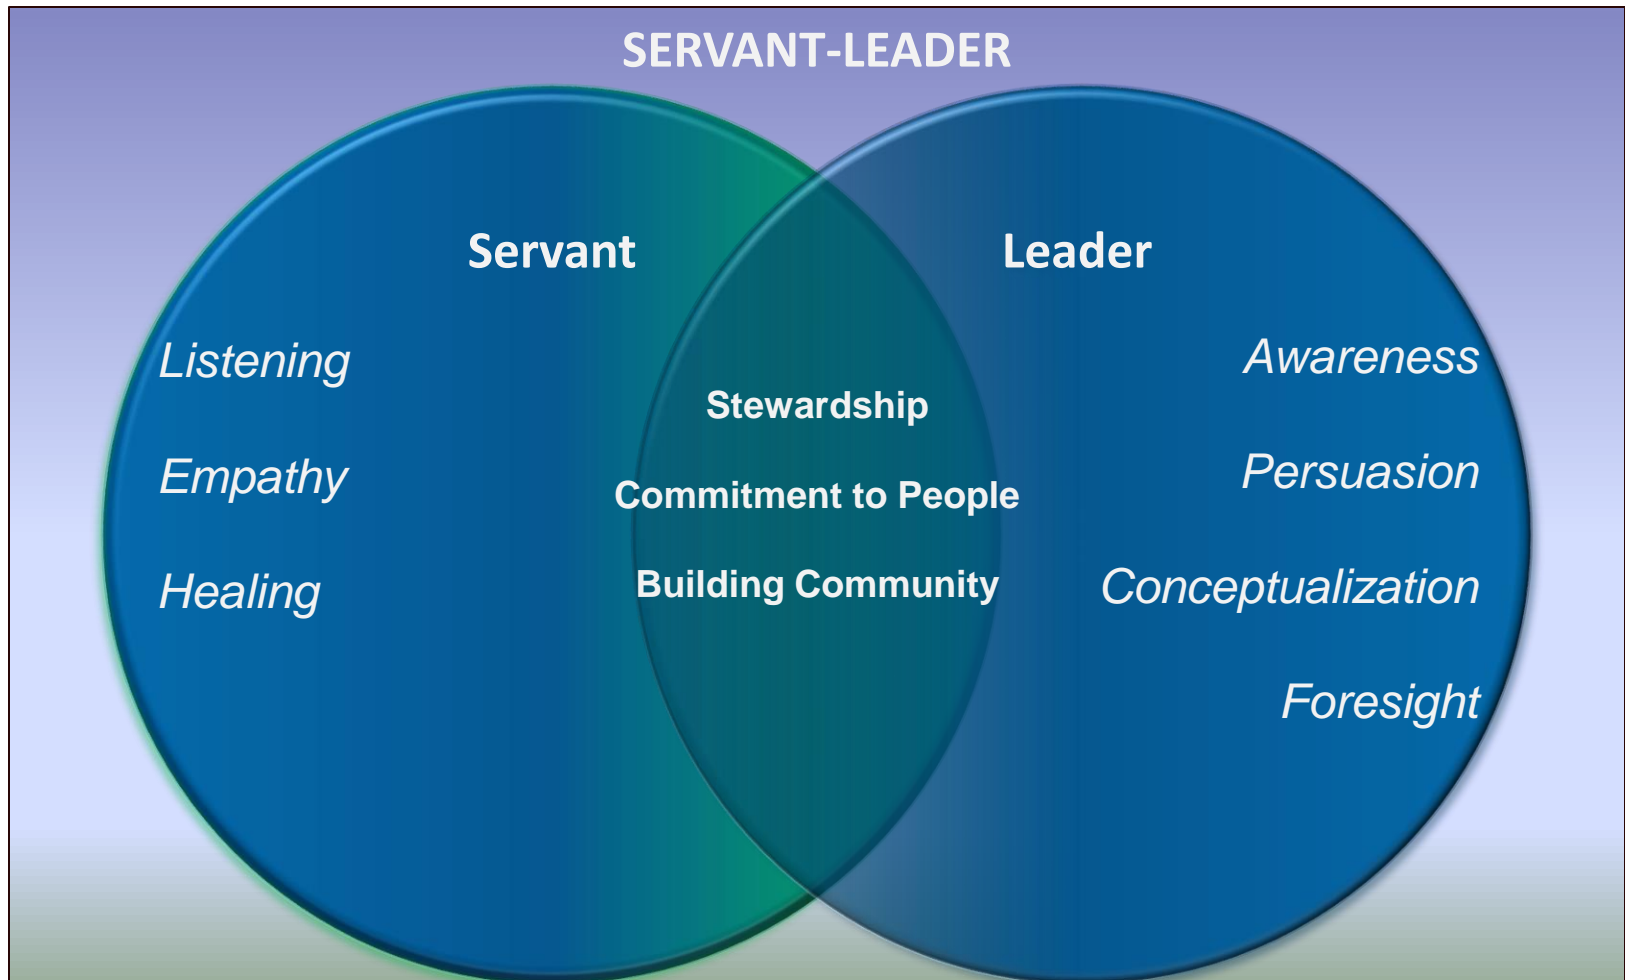 SERVANT-LEADER
Servant
Listening
Empathy
Healing
Stewardship
Commitment to People
Building Community
Leader
Awareness
Persuasion
Conceptualization
Foresight